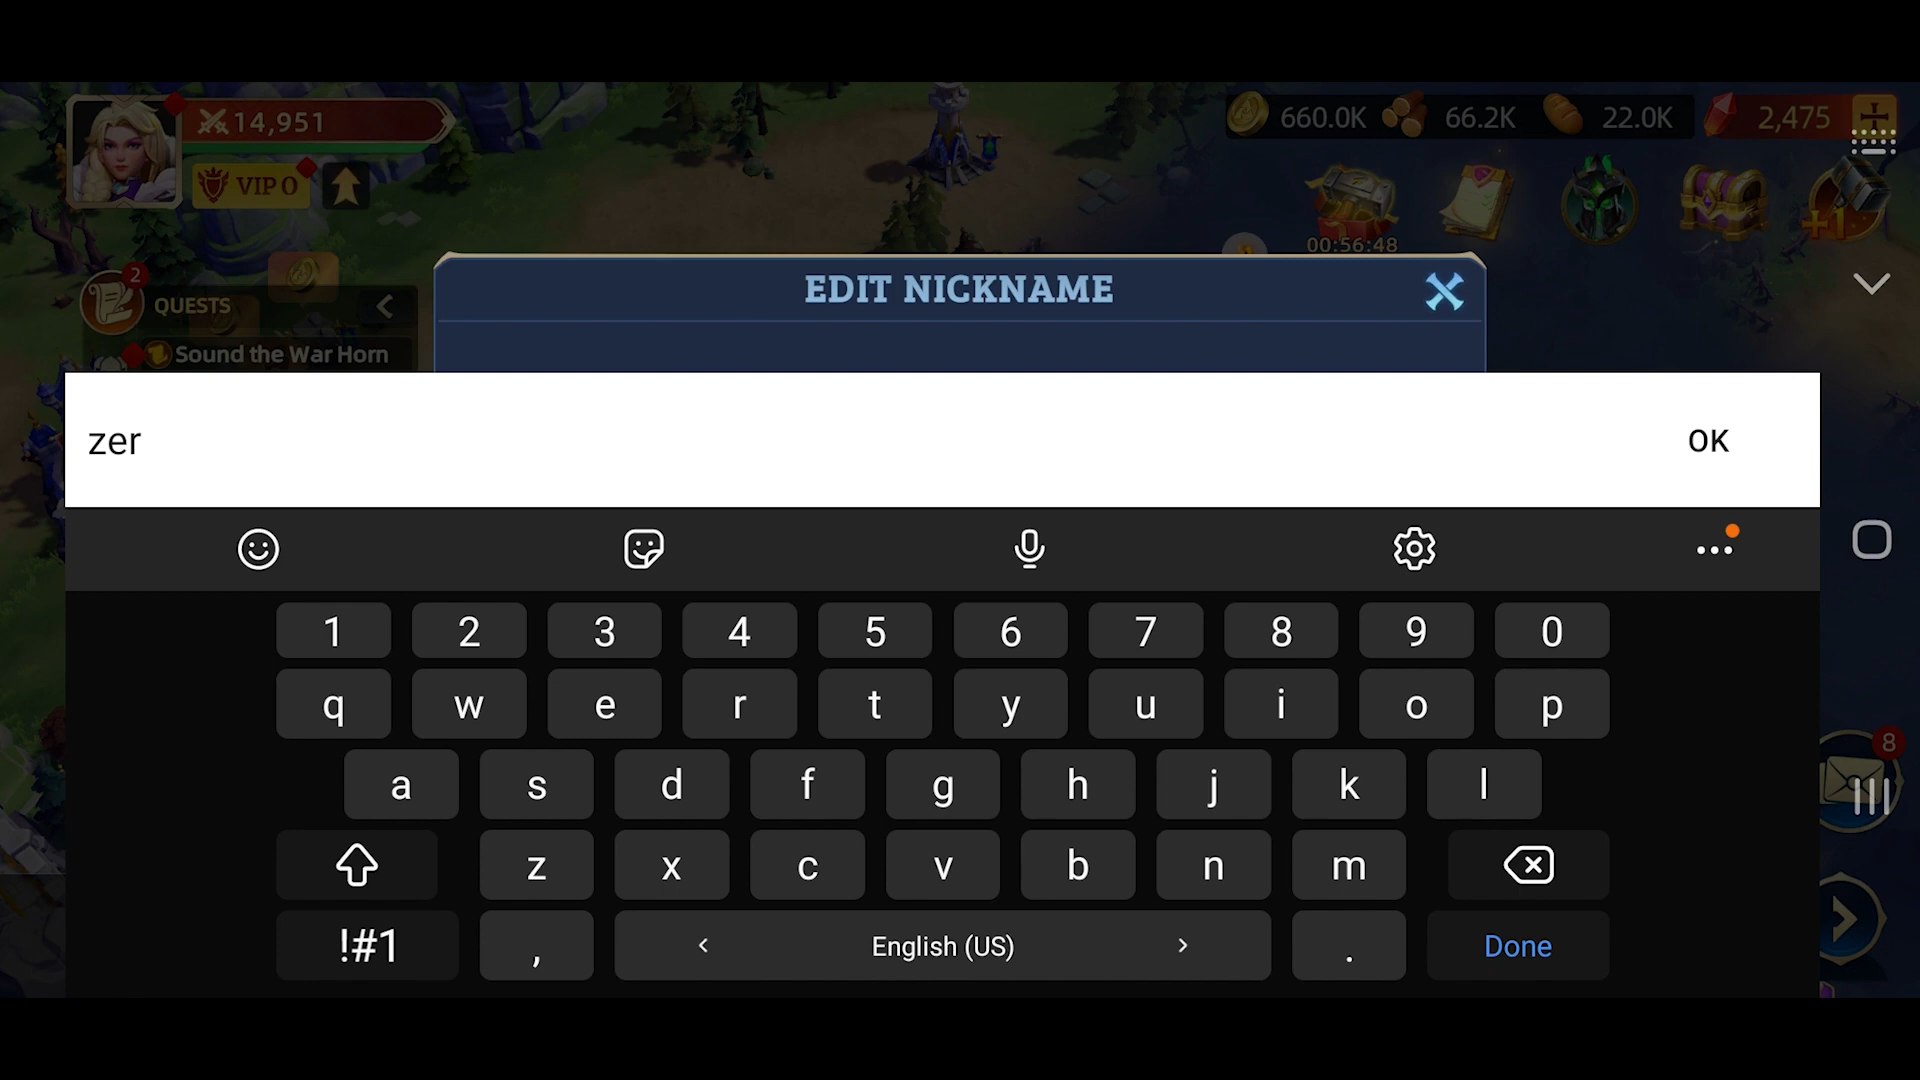 14,951
660.0K
66.2K
22.0K
2,475
VIP 0
+1
00:56:48
2
QUESTS
EDIT NICKNAME
Sound the War Horn
zer
OK
1 2 3 4 5 6 7 8 9 0
q w e r t y u i o p
8
a s d f g h j k l
z x c v b n m
!#1 , < English (US) > . Done